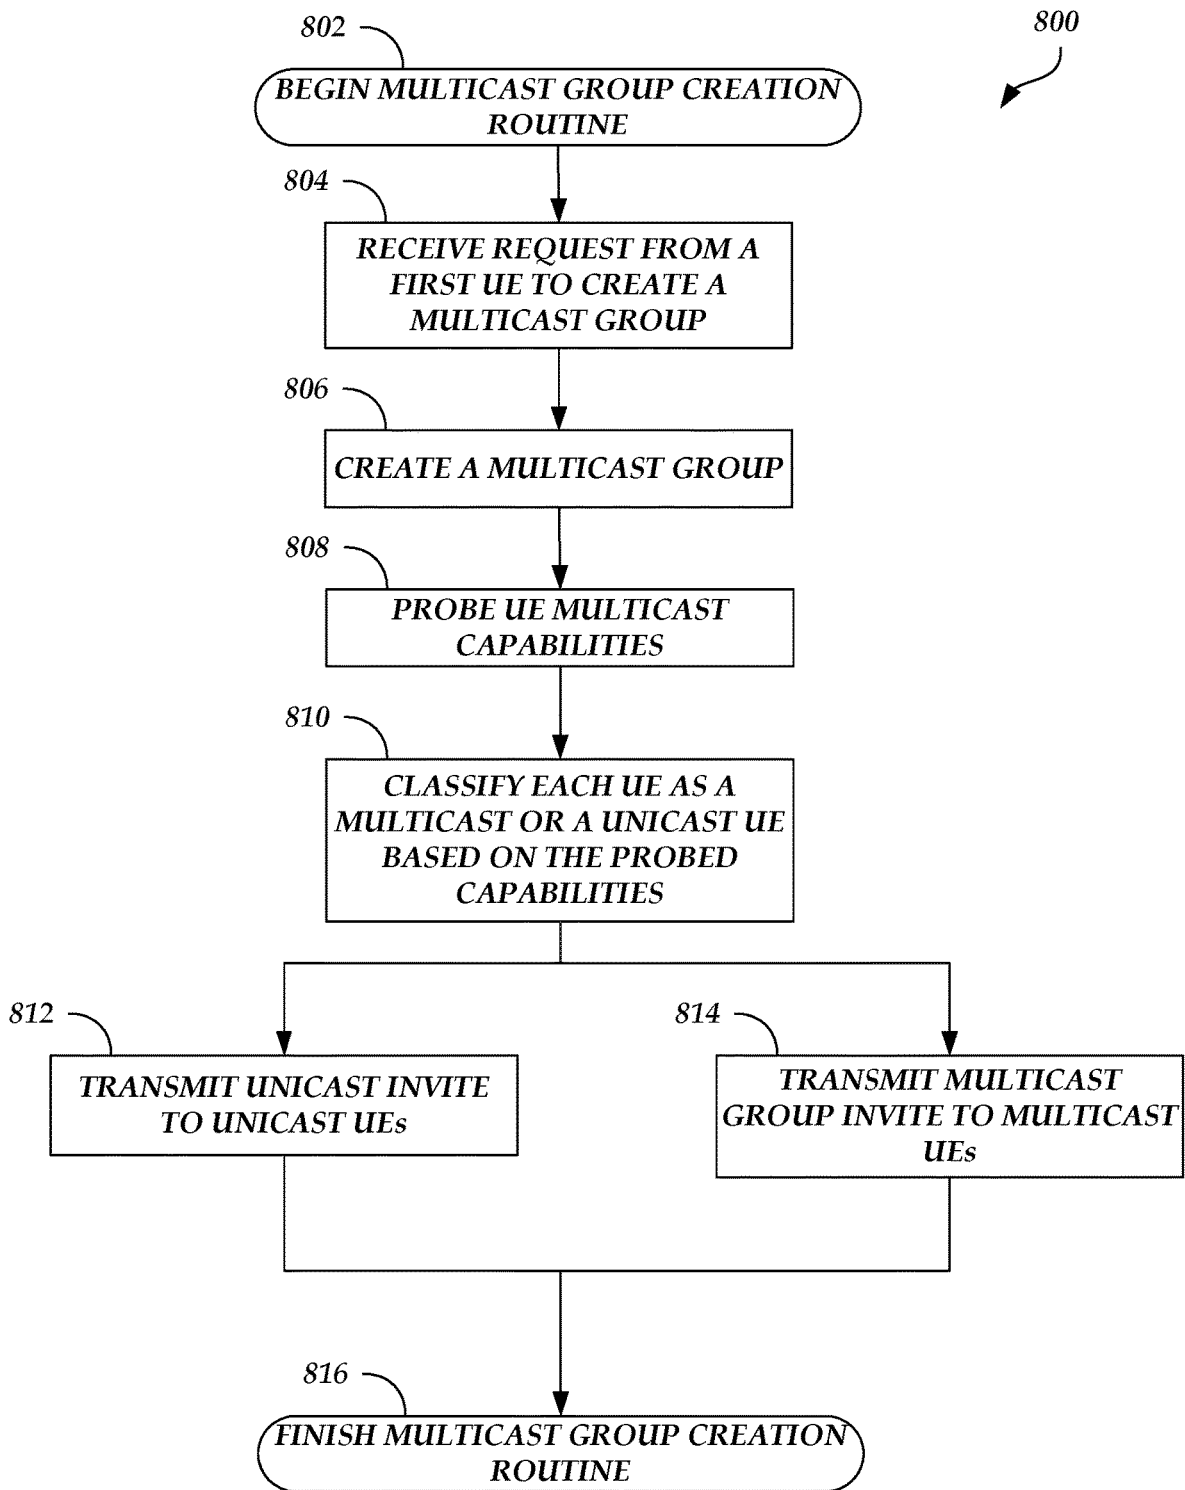 802
800
BEGIN MULTICAST GROUP CREATION
ROUTINE
804
RECEIVE REQUEST FROM A
FIRST UE TO CREATE A
MULTICAST GROUP
806
CREATE A MULTICAST GROUP
808
PROBE UE MULTICAST
CAPABILITIES
810
CLASSIFY EACH UE AS A
MULTICAST OR A UNICAST UE
BASED ON THE PROBED
CAPABILITIES
812
TRANSMIT UNICAST INVITE
TO UNICAST UEs
814
TRANSMIT MULTICAST
GROUP INVITE TO MULTICAST
UEs
816
FINISH MULTICAST GROUP CREATION
ROUTINE